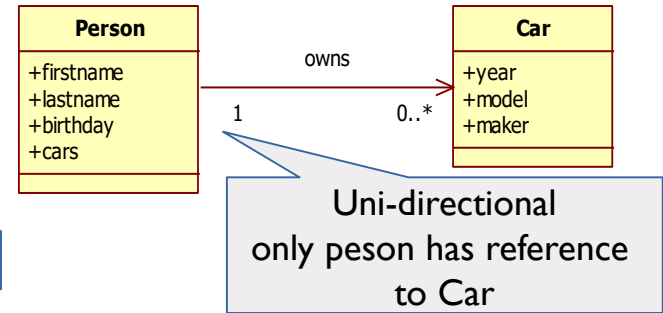 Person
+firstname
+lastname
+birthday
+cars
owns
1
0..*
Car
+year
+model
+maker
Uni-directional
only peson has reference
to Car